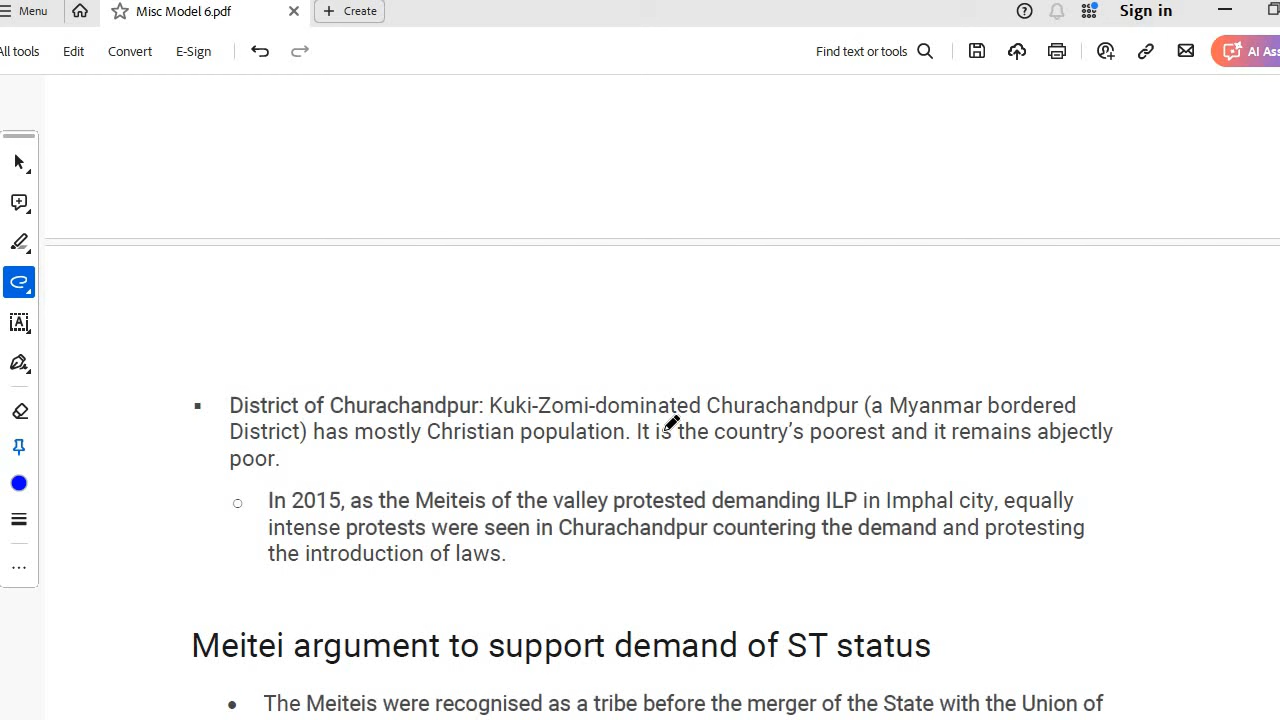 Menu
Misc Model 6.pdf
Create
Sign in
All tools
Edit
Convert
E-Sign
Find text or tools
AI Ass
District of Churachandpur: Kuki-Zomi-dominated Churachandpur (a Myanmar bordered
District) has mostly Christian population. It is the country's poorest and it remains abjectly
poor.
In 2015, as the Meiteis of the valley protested demanding ILP in Imphal city, equally
intense protests were seen in Churachandpur countering the demand and protesting
the introduction of laws.
Meitei argument to support demand of ST status
The Meiteis were recognised as a tribe before the merger of the State with the Union of